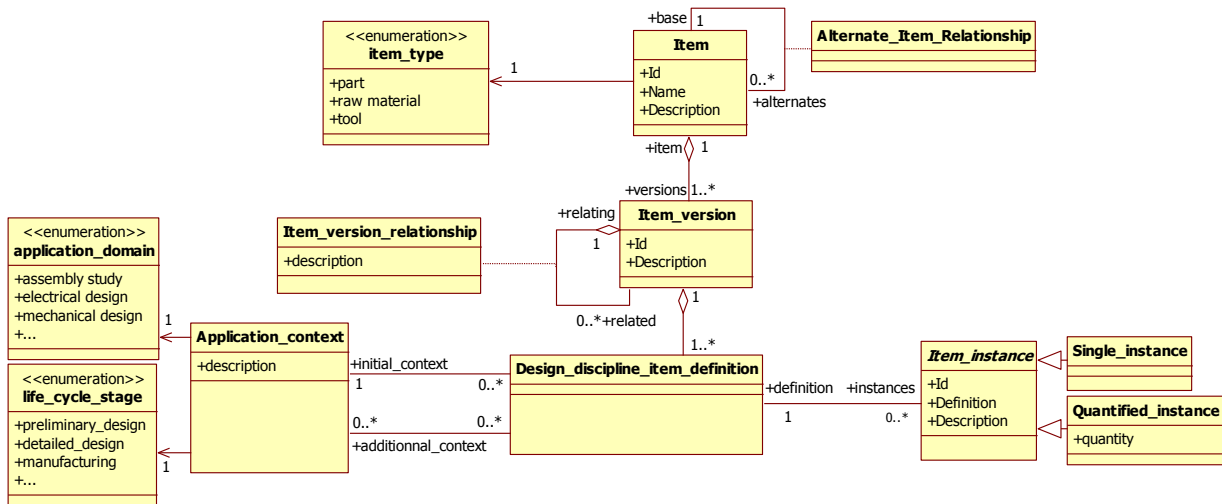 <<enumeration>>
item_type
+part
+raw material
+tool
1
+base
1
Item
+Id
+Name
+Description
0..*
+alternates
Alternate_Item_Relationship
+item
1
+versions
1..*
Item_version
+Id
+Description
+relating
1
0..*
+related
Item_version_relationship
+description
1
1..*
<<enumeration>>
application_domain
+assembly study
+electrical design
+mechanical design
+...
1
<<enumeration>>
life_cycle_stage
+preliminary_design
+detailed_design
+manufacturing
+...
1
Application_context
+description
+initial_context
1
0..*
0..*
0..*
+additionnal_context
Design_discipline_item_definition
+definition
1
+instances
0..*
Item_instance
+Id
+Definition
+Description
Single_instance
Quantified_instance
+quantity